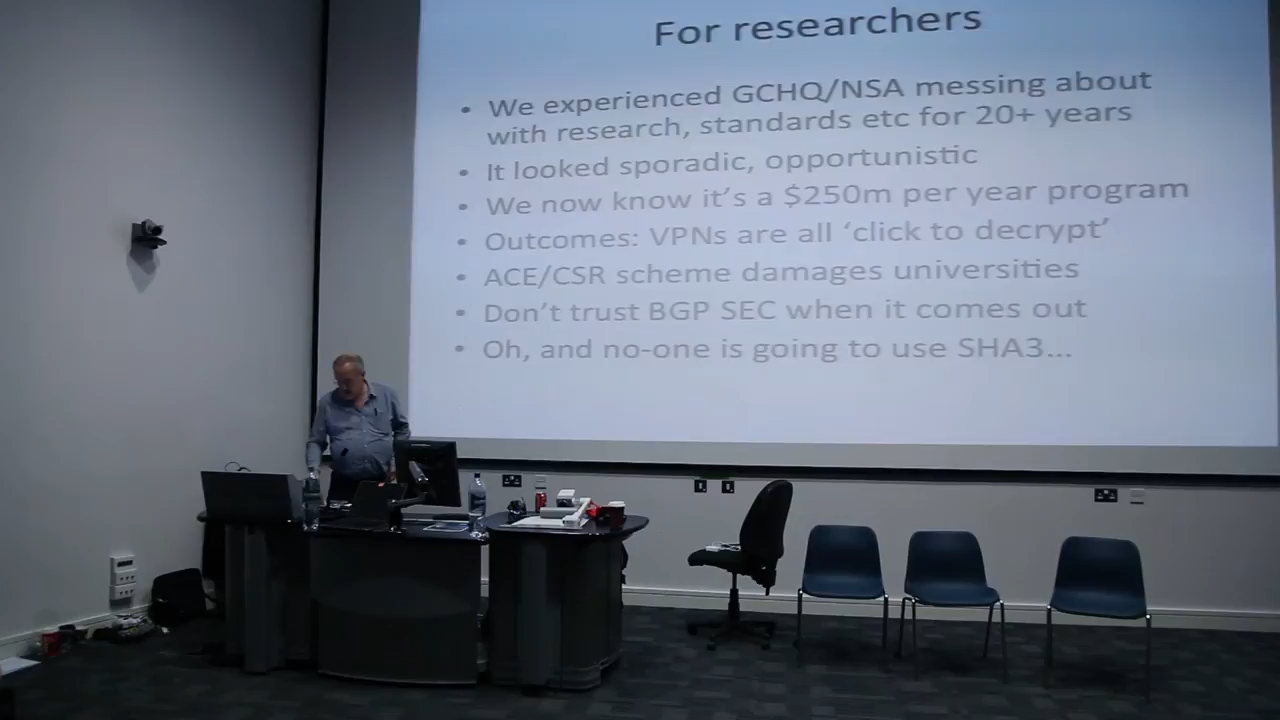 For researchers
• We experienced GCHQ/NSA messing about
with research, standards etc for 20+ years
• It looked sporadic, opportunistic
• We now know it's a $250m per year program
• Outcomes: VPNs are all 'click to decrypt'
• ACE/CSR scheme damages universities
• Don't trust BGP SEC when it comes out
• Oh, and no-one is going to use SHA3...